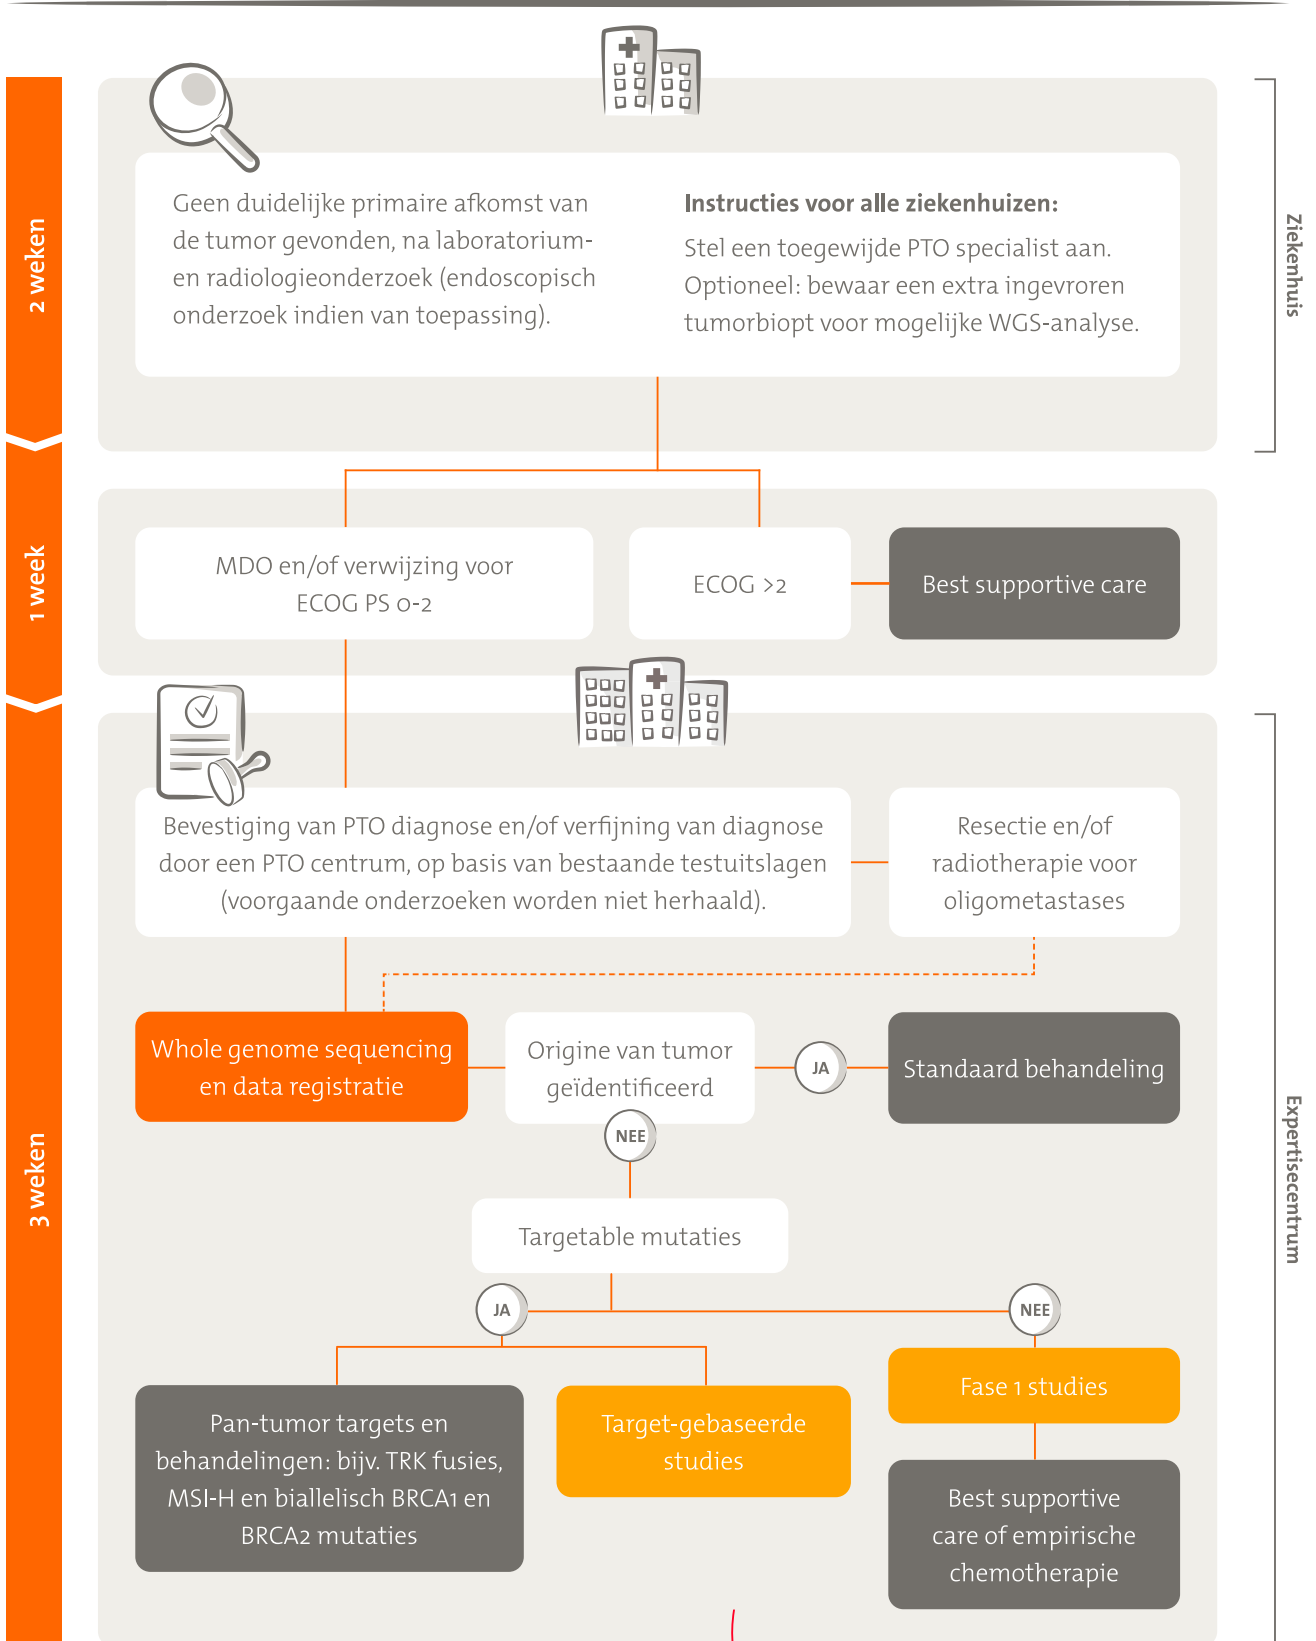 2 weken
Geen duidelijke primaire afkomst van
de tumor gevonden, na laboratorium-
en radiologieonderzoek (endoscopisch
onderzoek indien van toepassing).
Instructies voor alle ziekenhuizen:
Stel een toegewijde PTO specialist aan.
Optioneel: bewaar een extra ingevroren
tumorbiopt voor mogelijke WGS-analyse.
Ziekenhuis
1 week
MDO en/of verwijzing voor
ECOG PS 0-2
ECOG >2
Best supportive care
3 weken
Bevestiging van PTO diagnose en/of verfijning van diagnose
door een PTO centrum, op basis van bestaande testuitslagen
(voorgaande onderzoeken worden niet herhaald).
Resectie en/of
radiotherapie voor
oligometastases
Whole genome sequencing
en data registratie
Origine van tumor
geïdentificeerd
JA
Standaard behandeling
NEE
Expertisecentrum
Targetable mutaties
JA
NEE
Pan-tumor targets en
behandelingen: bijv. TRK fusies,
MSI-H en biallelisch BRCA1 en
BRCA2 mutaties
Target-gebaseerde
studies
Fase 1 studies
Best supportive
care of empirische
chemotherapie